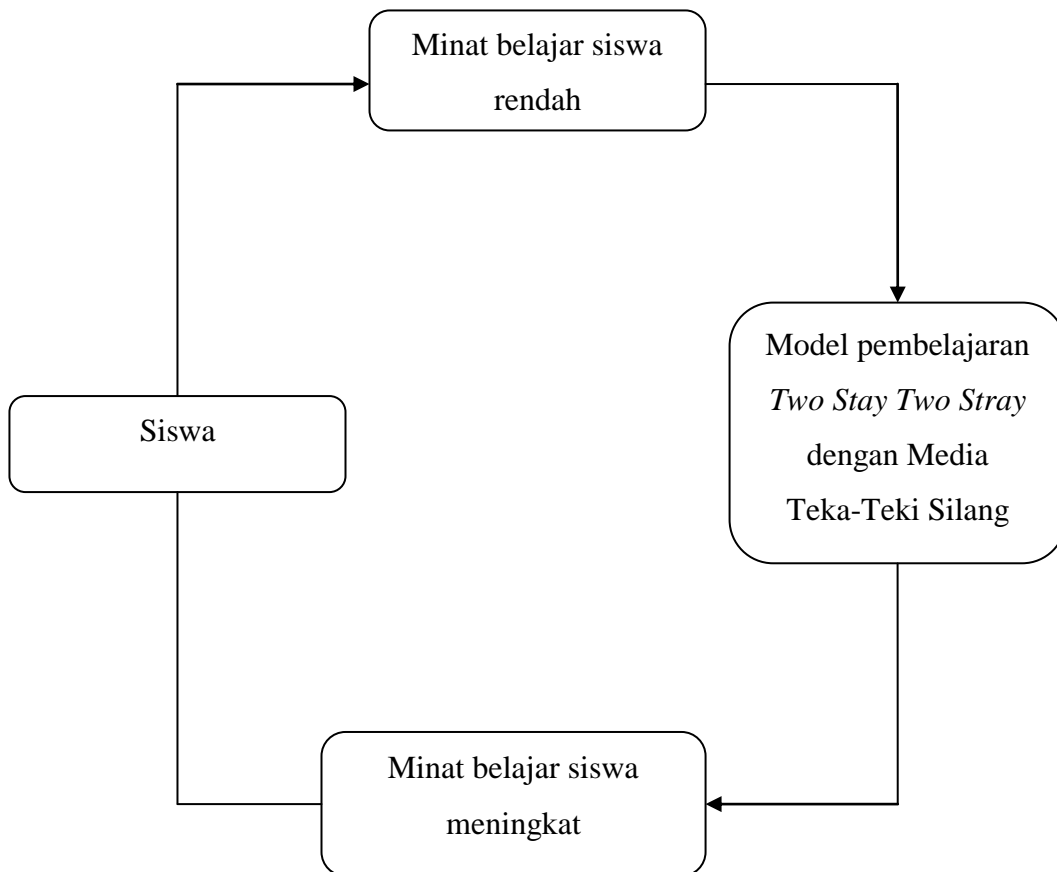 Minat belajar siswa
rendah
Model pembelajaran
Two Stay Two Stray
dengan Media
Teka-Teki Silang
Siswa
Minat belajar siswa
meningkat